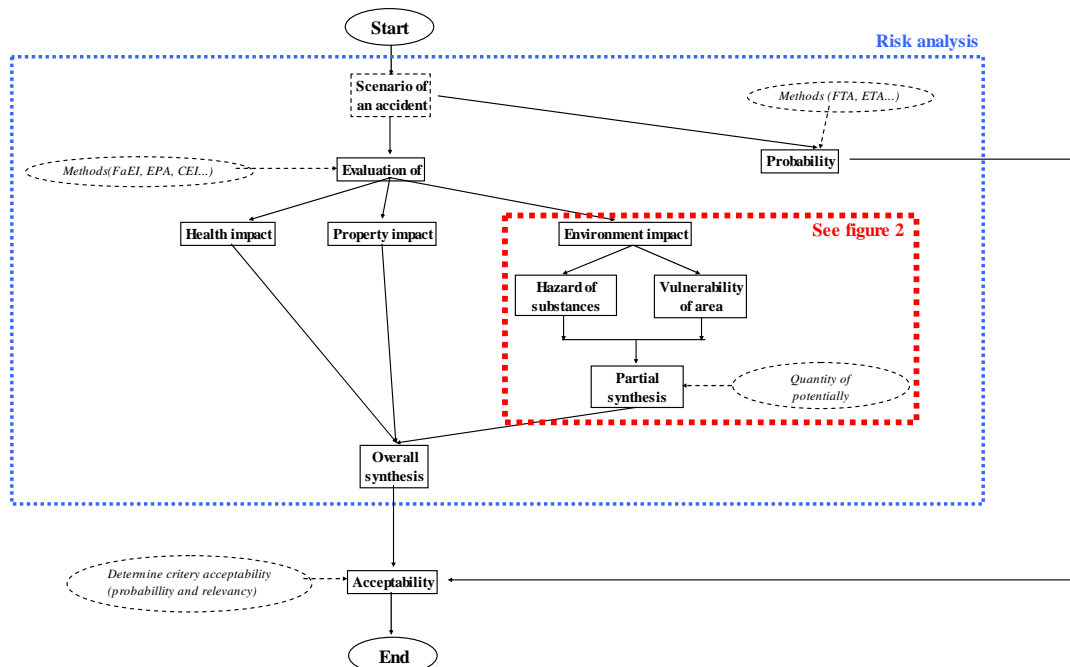 Start
Risk analysis
Scenario of
an accident
Methods (FTA, ETA...)
Methods(FaEI, EPA, CEI...)
Evaluation of
Probability
Health impact
Property impact
Environment impact
See figure 2
Hazard of
substances
Vulnerability
of area
Partial
synthesis
Quantity of
potentially
Overall
synthesis
Determine critery acceptability
(probabillity and relevancy)
Acceptability
End